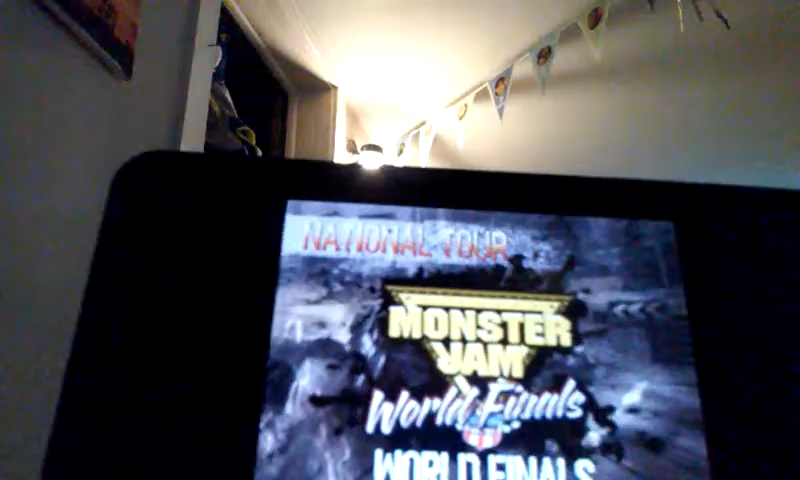 NATIONAL TOUR
MONSTER
JAM
World Finals
WORLD FINALS